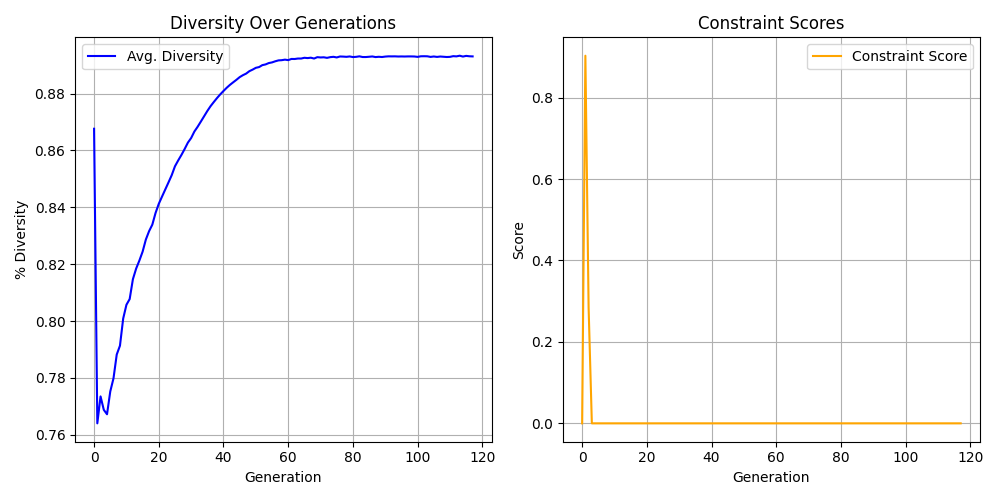 Diversity Over Generations
Avg. Diversity
% Diversity
0.88
0.86
0.84
0.82
0.80
0.78
0.76
0 20 40 60 80 100 120
Generation
Constraint Scores
Constraint Score
Score
0.8
0.6
0.4
0.2
0.0
0 20 40 60 80 100 120
Generation